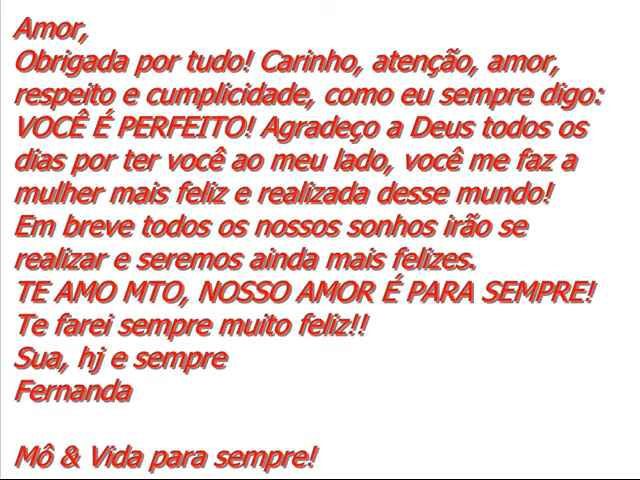 Amor,
Obrigada por tudo! Carinho, atenção, amor,
respeito e cumplicidade, como eu sempre digo:
VOCÊ É PERFEITO! Agradeço a Deus todos os
dias por ter você ao meu lado, você me faz a
mulher mais feliz e realizada desse mundo!
Em breve todos os nossos sonhos irão se
realizar e seremos ainda mais felizes.
TE AMO MTO, NOSSO AMOR É PARA SEMPRE!
Te farei sempre muito feliz!!
Sua, hj e sempre
Fernanda
Mô & Vida para sempre!